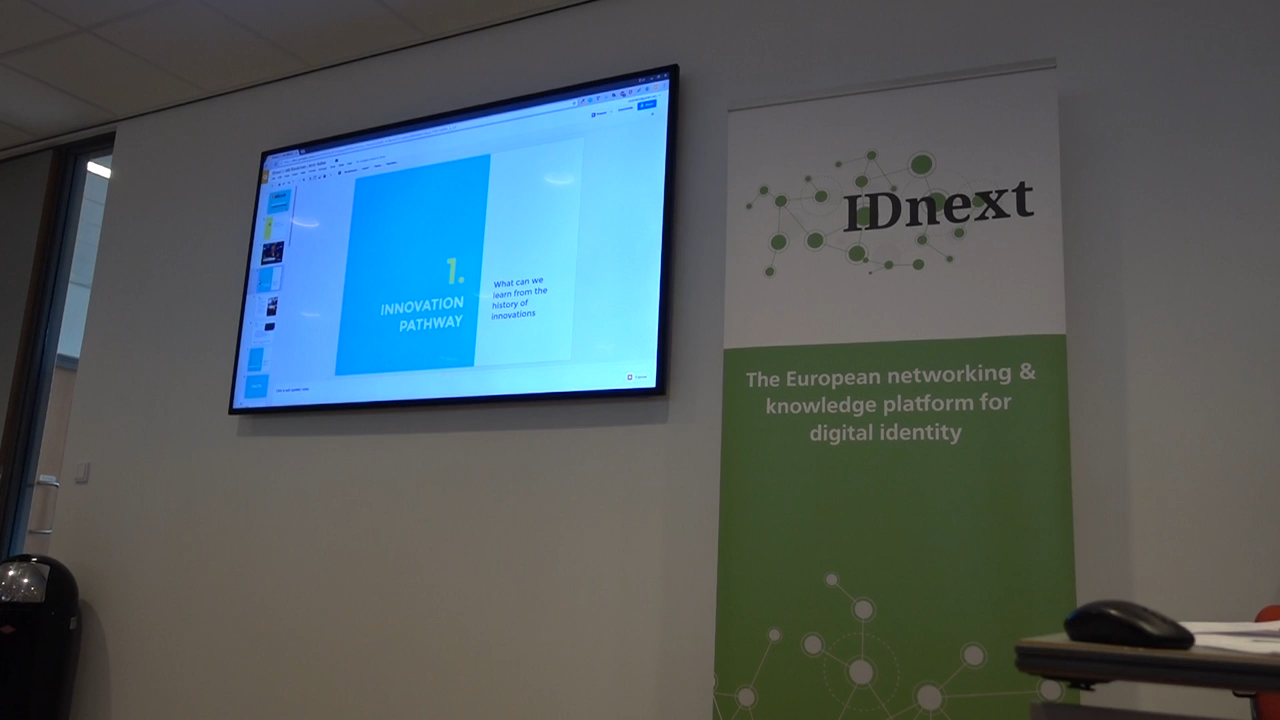 1.
INNOVATION
PATHWAY
What can we
learn from the
history of
innovations
IDnext
The European networking &
knowledge platform for
digital identity